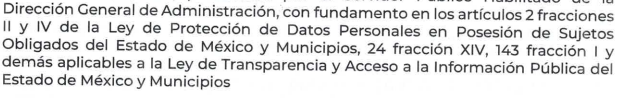 Dirección General de Administración, con fundamento en los artículos 2 fracciones
II y IV de la Ley de Protección de Datos Personales en Posesión de Sujetos
Obligados del Estado de México y Municipios, 24 fracción XIV, 143 fracción I y
demás aplicables a la Ley de Transparencia y Acceso a la Información Pública del
Estado de México y Municipios